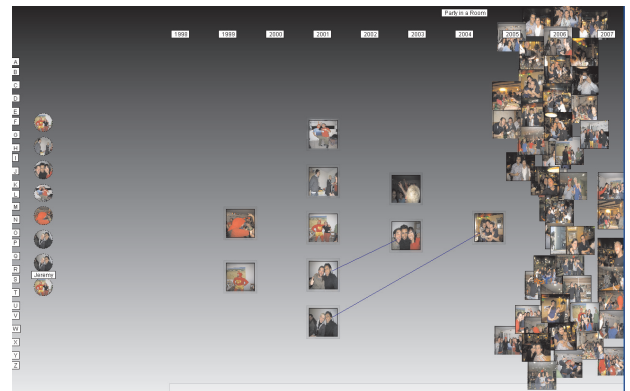 Party in a Room
1998 1999 2000 2001 2002 2003 2004 2005 2006 2007
A
B
C
D
E
F
G
H
I
J
K
L
M
N
O
P
Q
R
Jeremy
S
T
U
V
W
X
Y
Z